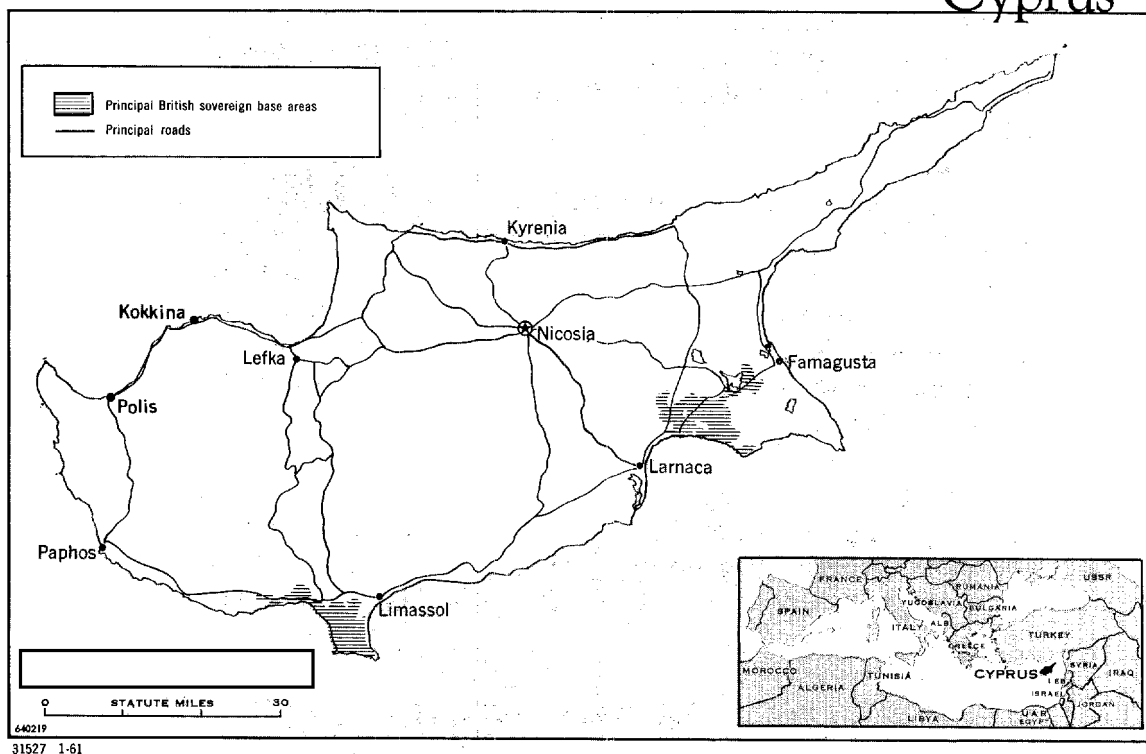 Cyprus
Principal British sovereign base areas
Principal roads
Kyrenia
Kokkina
Nicosia
Lefka
Famagusta
Polis
Larnaca
Paphos
Limassol
STATUTE MILES
0
30
640219
31527 1-61
FRANCE
USSR
RUMANIA
YUGOSLAVIA
BULGARIA
SPAIN
ITALY
ALB
TURKEY
GREECE
SYRIA
CYPRUS
MOROCCO
TUNISIA
LEB
IRAQ
ALGERIA
ISRAEL
JORDAN
LIBYA
U A R
EGYPT